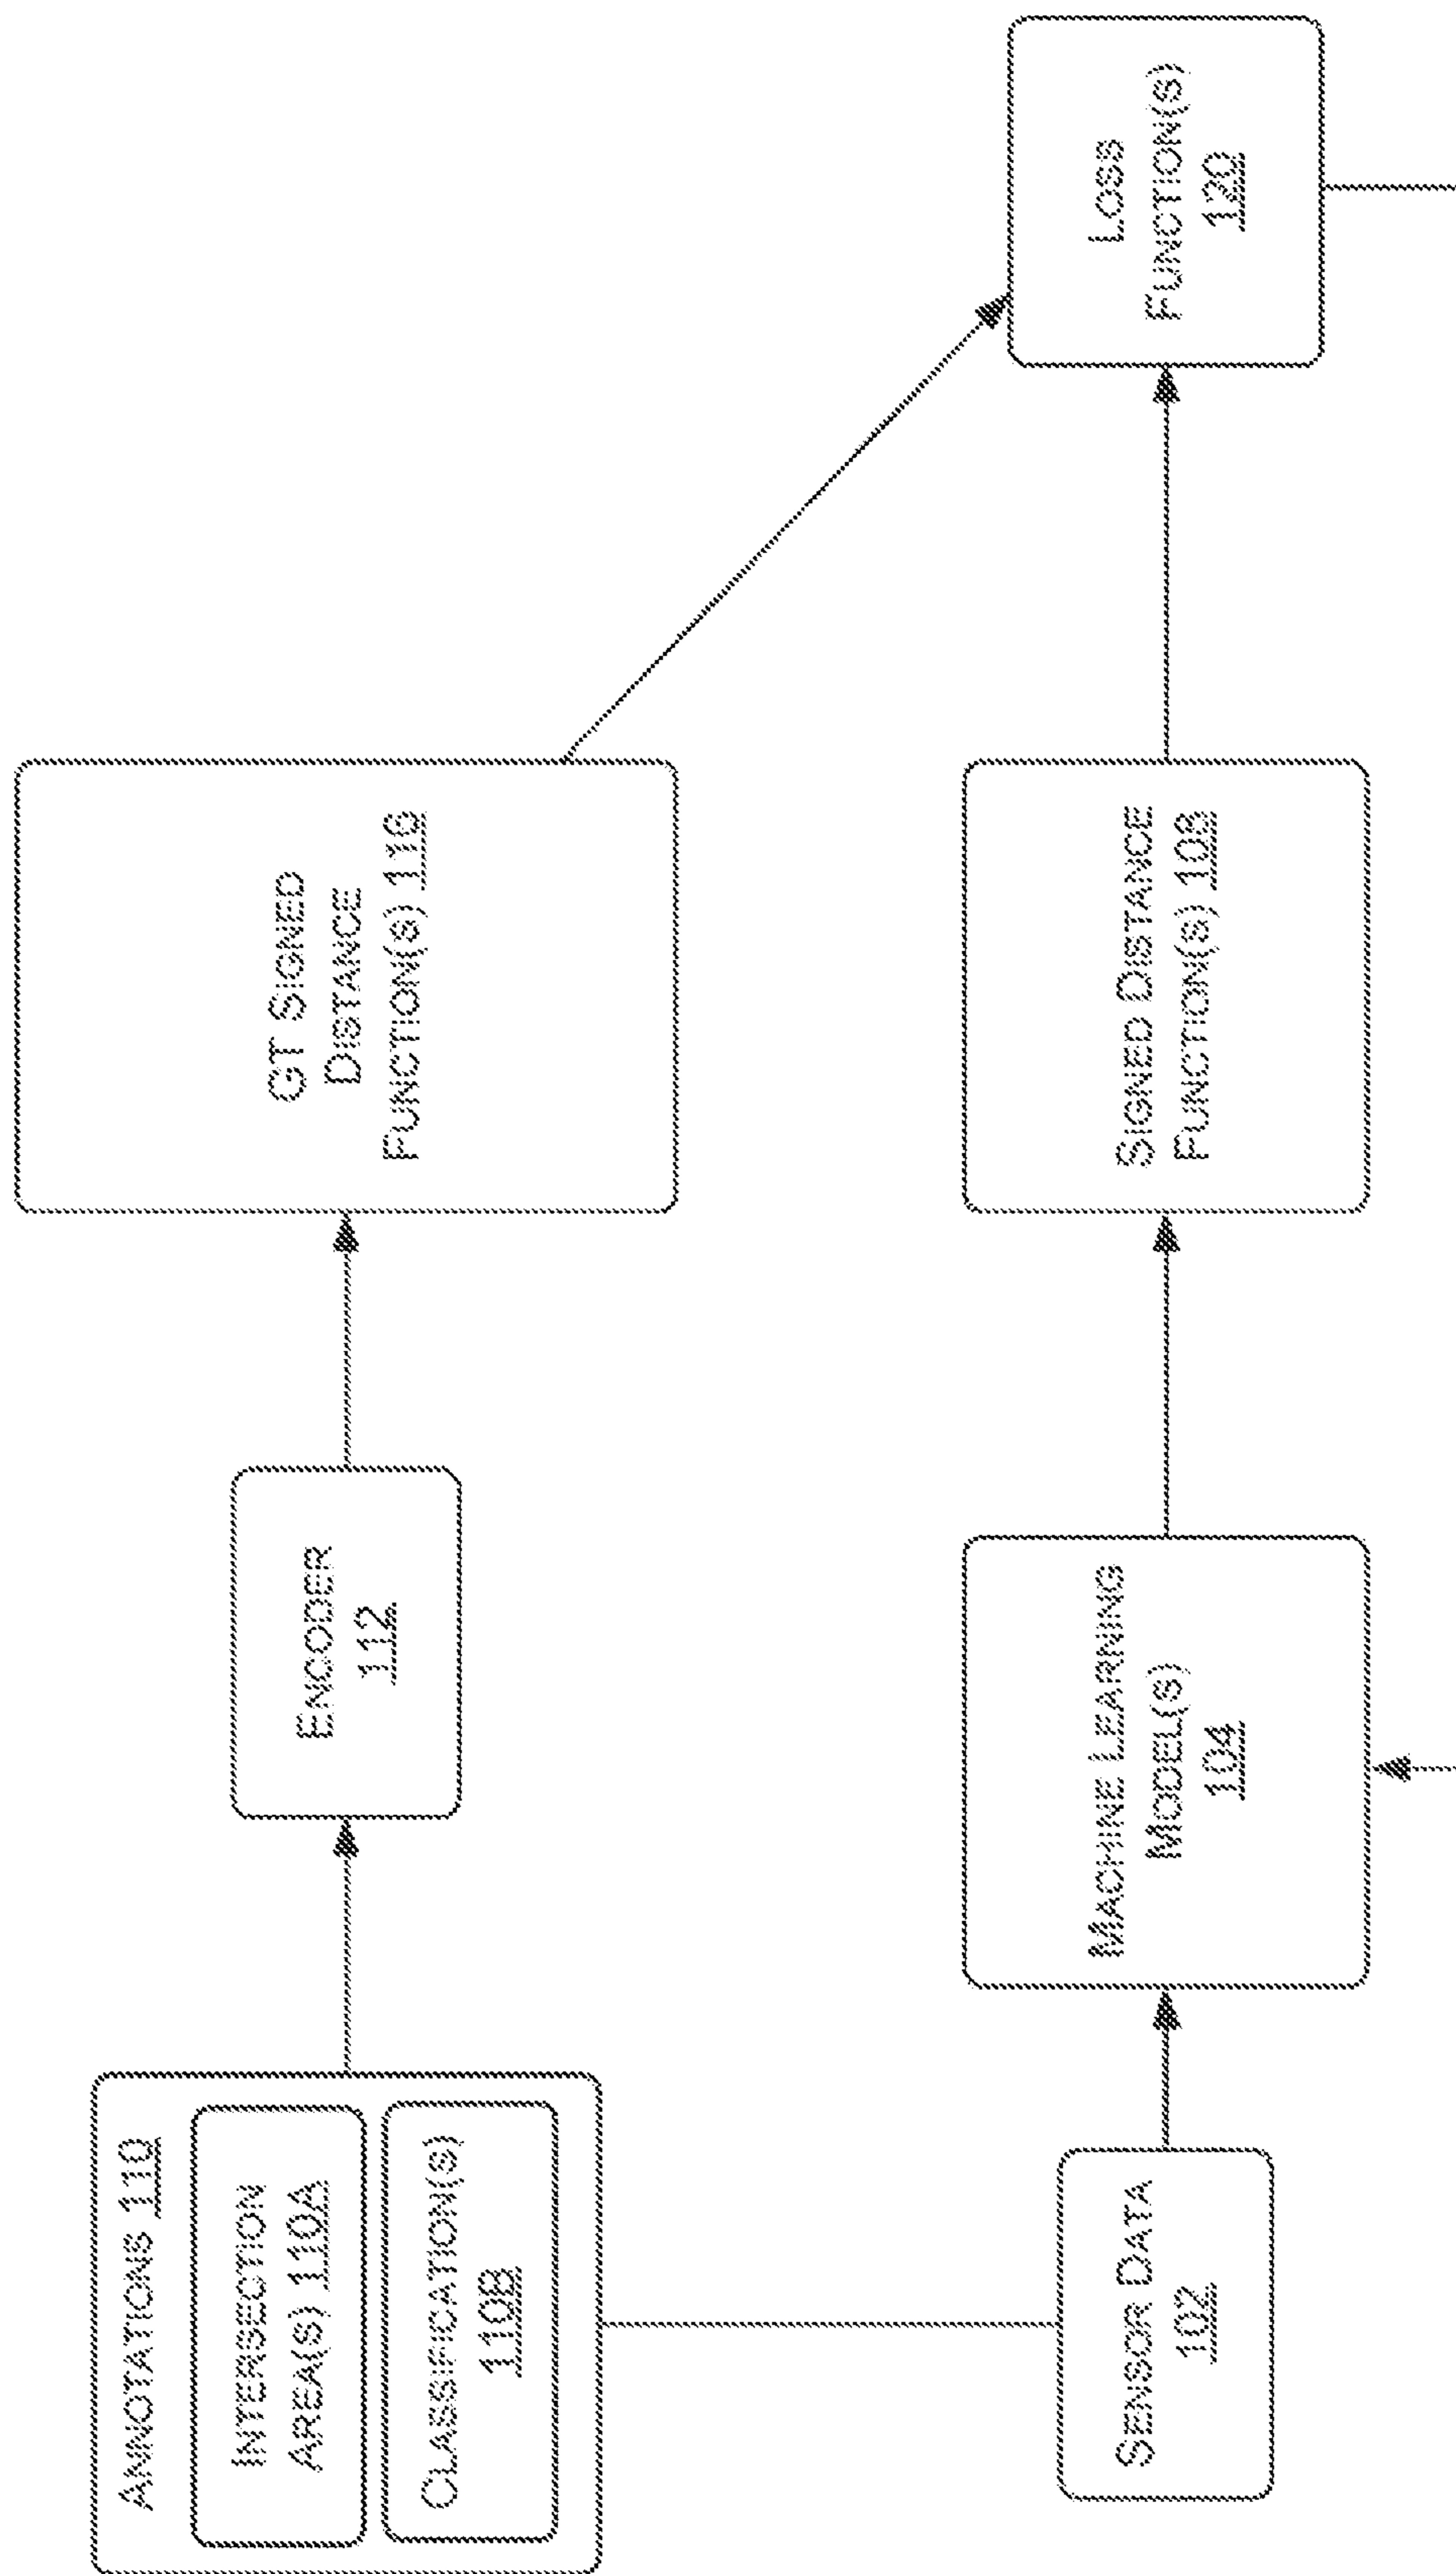 ANNOTATIONS 110
INTERSECTION
AREA(S) 110A
CLASSIFICATION(S)
110B
ENCODER
112
GT SIGNED
DISTANCE
FUNCTION(S) 116
SENSOR DATA
102
MACHINE LEARNING
MODEL(S)
104
SIGNED DISTANCE
FUNCTION(S) 108
LOSS
FUNCTION(S)
120